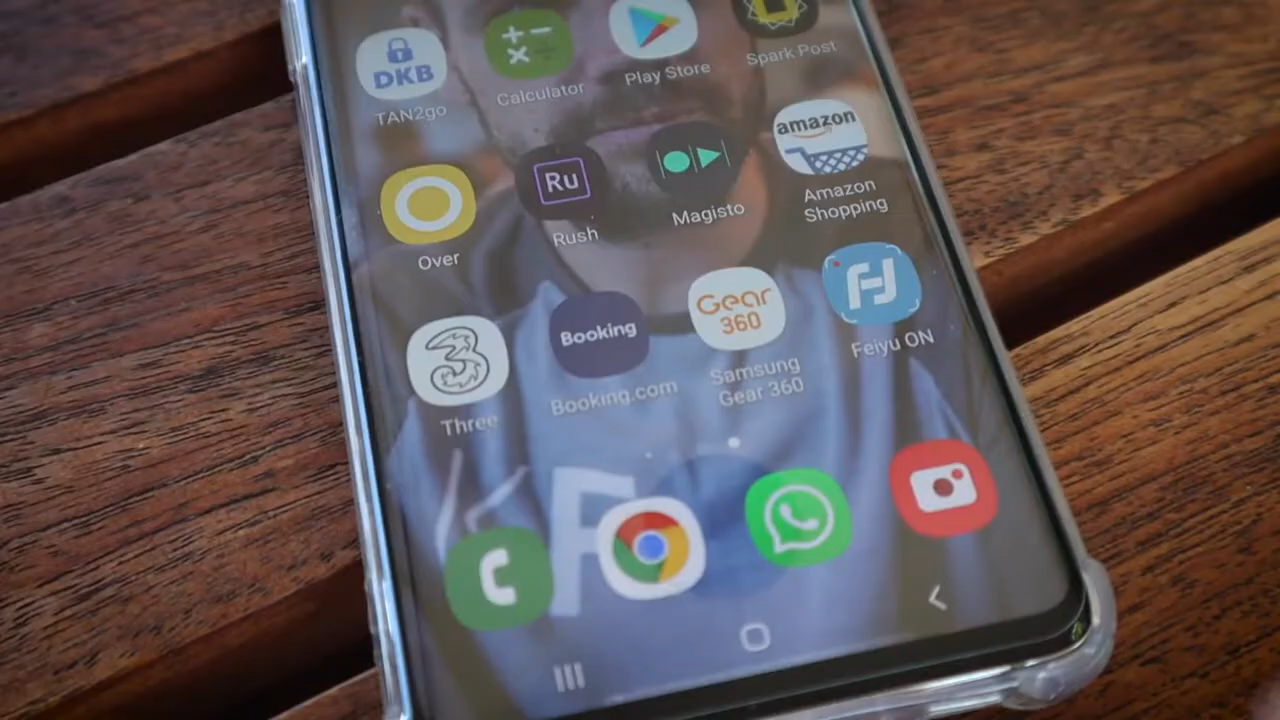 DKB
TAN2go
Calculator
Play Store
Spark Post
Over
Ru
Rush
Magisto
amazon
Amazon
Shopping
3
Three
Booking
Booking.com
Gear
360
Samsung
Gear 360
Feiyu ON
F